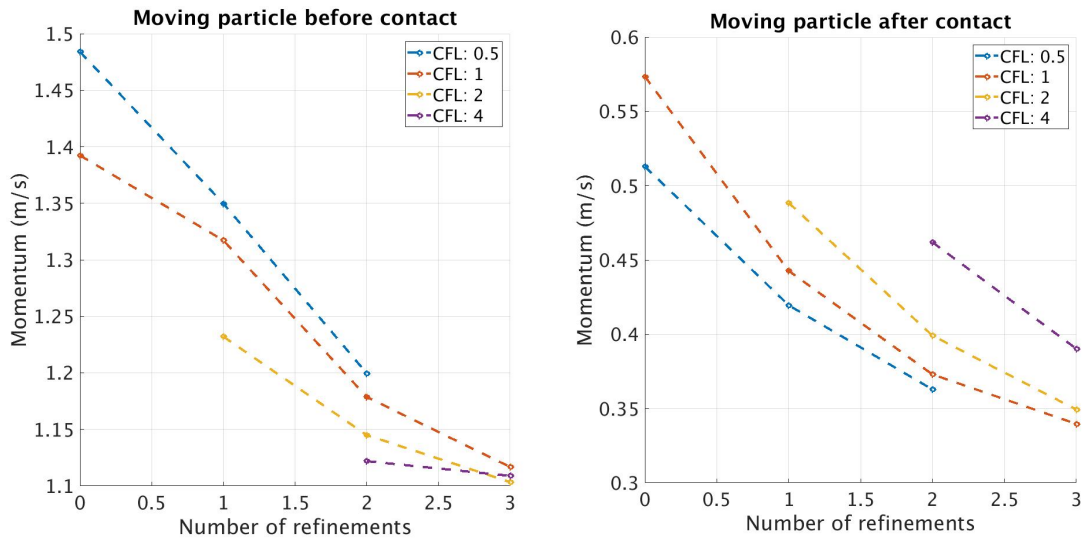 Moving particle before contact
1.5
1.45
1.4
1.35
1.3
1.25
1.2
1.15
1.1
Momentum (m/s)
CFL: 0.5
CFL: 1
CFL: 2
CFL: 4
0 0.5 1 1.5 2 2.5 3
Number of refinements
Moving particle after contact
0.6
0.55
0.5
0.45
0.4
0.35
0.3
Momentum (m/s)
CFL: 0.5
CFL: 1
CFL: 2
CFL: 4
0 0.5 1 1.5 2 2.5 3
Number of refinements